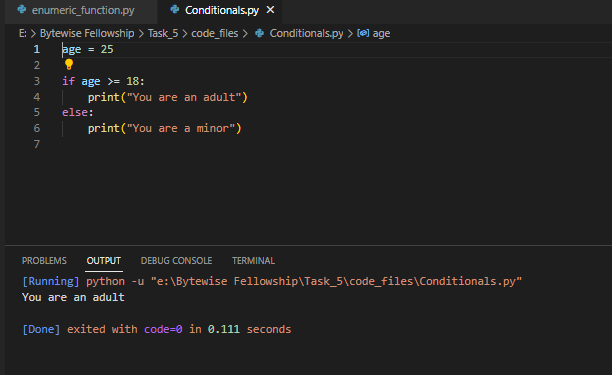 enumeric_function.py Conditionals.py ×
E: > Bytewise Fellowship > Task_5 > code_files > Conditionals.py > age
1 age = 25
2
3 if age >= 18:
4     print("You are an adult")
5 else:
6     print("You are a minor")
7
PROBLEMS OUTPUT DEBUG CONSOLE TERMINAL
[Running] python -u "e:\Bytewise Fellowship\Task_5\code_files\Conditionals.py"
You are an adult
[Done] exited with code=0 in 0.111 seconds